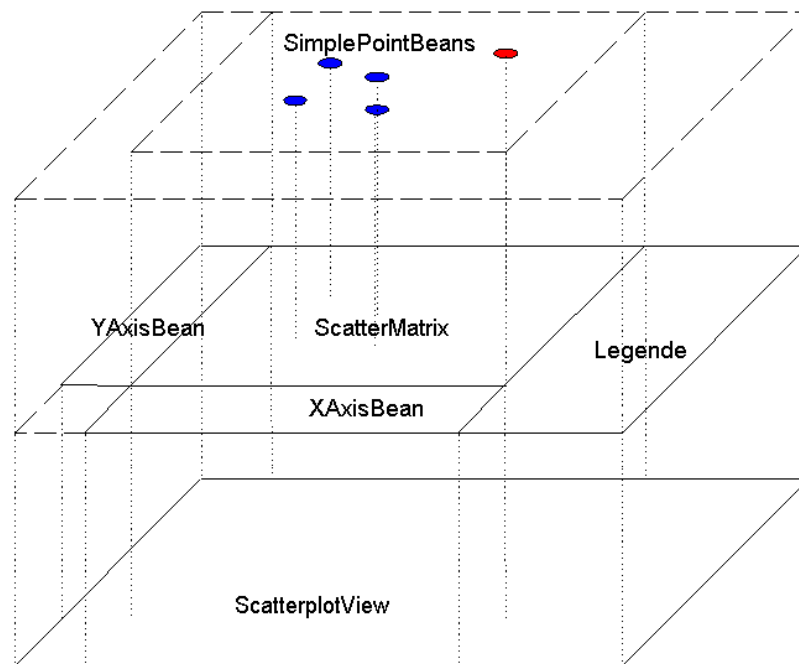 SimplePointBeans
YAxisBean
ScatterMatrix
Legende
XAxisBean
ScatterplotView